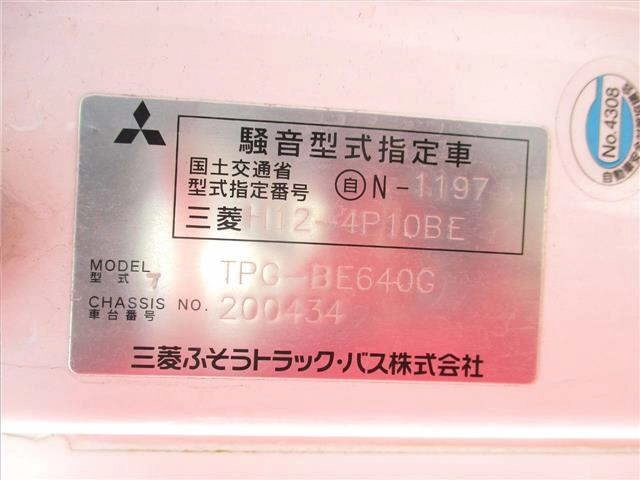 騒音型式指定車
国土交通省
型式指定番号 自 N-1197
三菱 H12-4P10BE
MODEL
型式 7 TPG-BE640G
CHASSIS NO. 200434
車台番号
三菱ふそうトラック・バス株式会社
No.4308